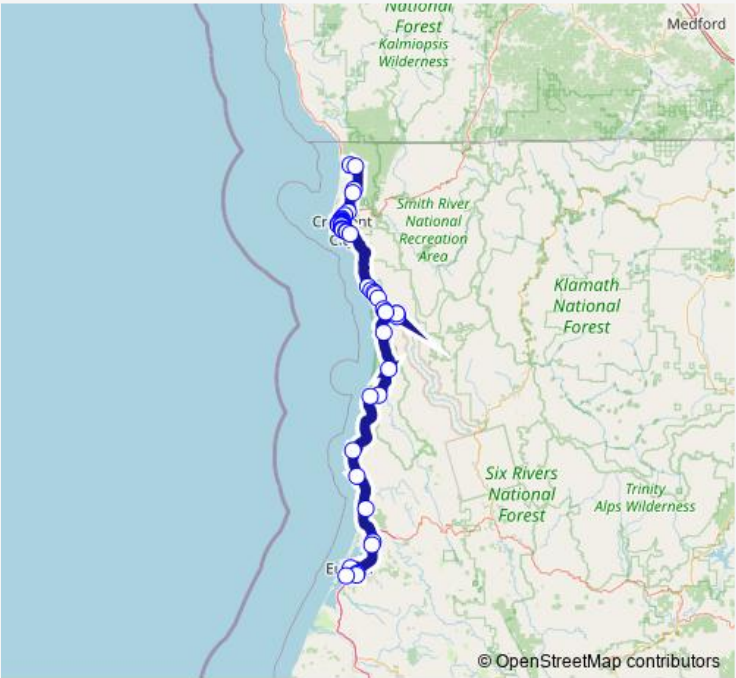 National
Forest
Kalmiopsis
Wilderness
Medford
Smith River
National
Recreation
Area
Klamath
National
Forest
Six Rivers
National
Forest
Trinity
Alps Wilderness
© OpenStreetMap contributors